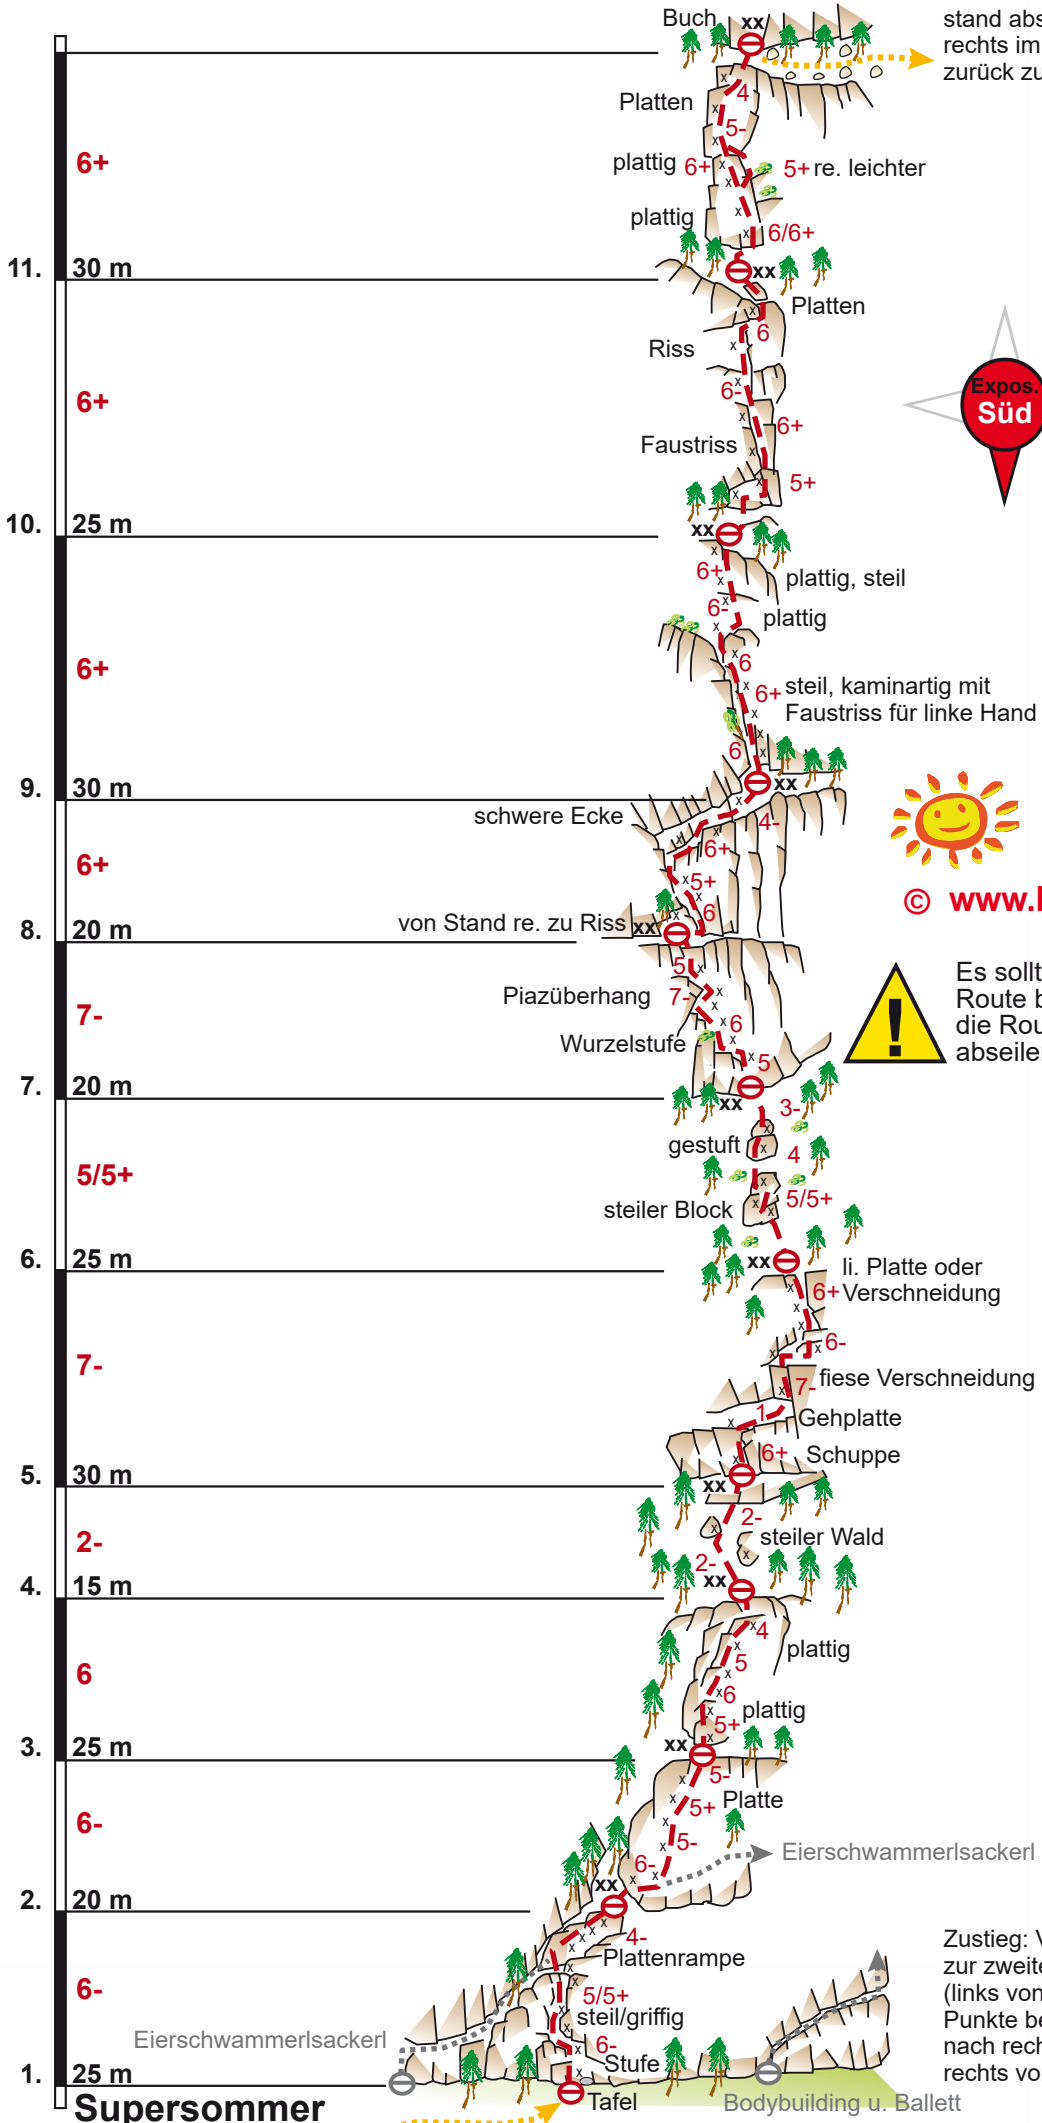 Buch
xx
stand abs
rechts im
zurück zu
4
Platten
5-
6+
plattig
6+
5+ re. leichter
plattig
6/6+
11.
30 m
xx
Platten
6
Riss
6-
6+
6+
Expos.
Süd
Faustriss
5+
10.
25 m
xx
6+
plattig, steil
6-
plattig
6+
6
6+
steil, kaminartig mit
Faustriss für linke Hand
6
9.
30 m
xx
schwere Ecke
4-
6+
6+
5+
6
© www.
von Stand re. zu Riss
xx
8.
20 m
5
Es sollt
Piazüberhang
7-
Route b
7-
6
die Rou
Wurzelstufe
abseile
5
7.
20 m
xx
3-
gestuft
4
5/5+
5/5+
steiler Block
6.
25 m
xx
li. Platte oder
6+
Verschneidung
6-
7-
7-
fiese Verschneidung
1
Gehplatte
6+
Schuppe
5.
30 m
xx
2-
2-
steiler Wald
2-
4.
15 m
xx
4
plattig
5
6
6
plattig
5+
3.
25 m
xx
5-
5+
Platte
6-
5-
Eierschwammerlsackerl
6-
xx
2.
20 m
4-
Zustieg: V
Plattenrampe
zur zweite
6-
5/5+
(links von
steil/griffig
Punkte be
Eierschwammerlsackerl
6-
nach rech
Stufe
rechts vo
1.
25 m
Tafel
Bodybuilding u. Ballett
Supersommer